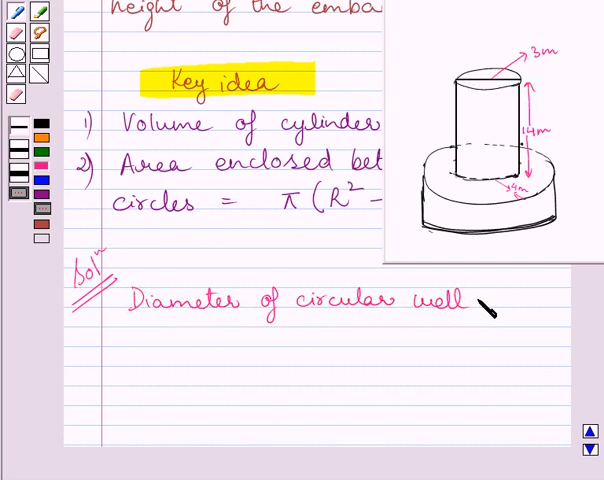 height of the emba
Key idea
1) Volume of cylinder
2) Area enclosed bet
circles = π (R² -
Solⁿ
Diameter of circular well
3m
14m
4m